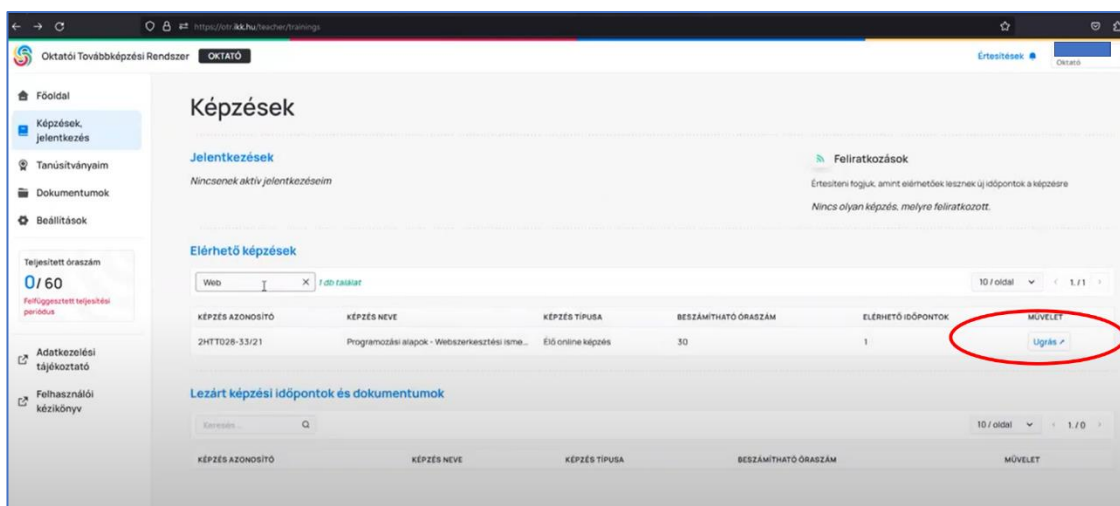 https://otr.ikk.hu/teacher/trainings
Oktatói Továbbképzési Rendszer OKTATÓ
Értesítések
Oktató
Főoldal
Képzések,
jelentkezés
Tanúsítványaim
Dokumentumok
Beállítások
Teljesített óraszám
0/ 60
Felfüggesztett teljesítési
periódus
Adatkezelési
tájékoztató
Felhasználói
kézikönyv
Képzések
Jelentkezések
Nincsenek aktív jelentkezéseim
Feliratkozások
Értesíteni fogjuk, amint elérhetőek lesznek új időpontok a képzésre
Nincs olyan képzés, melyre feliratkozott.
Elérhető képzések
Web 1 db találat 10 / oldal 1. / 1
KÉPZÉS AZONOSÍTÓ KÉPZÉS NEVE KÉPZÉS TÍPUSA BESZÁMÍTHATÓ ÓRASZÁM ELÉRHETŐ IDŐPONTOK MŰVELET
2HTT028-33/21 Programozási alapok - Webszerkesztési isme... Élő online képzés 30 1 Ugrás
Lezárt képzési időpontok és dokumentumok
Keresés... 10 / oldal 1. / 0
KÉPZÉS AZONOSÍTÓ KÉPZÉS NEVE KÉPZÉS TÍPUSA BESZÁMÍTHATÓ ÓRASZÁM MŰVELET